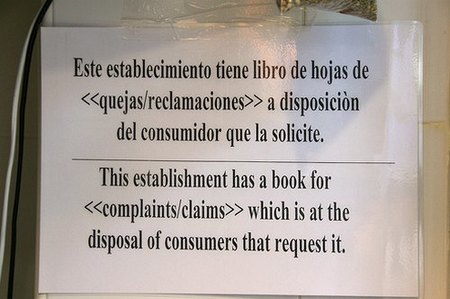 Este establecimiento tiene libro de hojas de
<<quejas/reclamaciones>> a disposiciòn
del consumidor que la solicite.
This establishment has a book for
<<complaints/claims>> which is at the
disposal of consumers that request it.